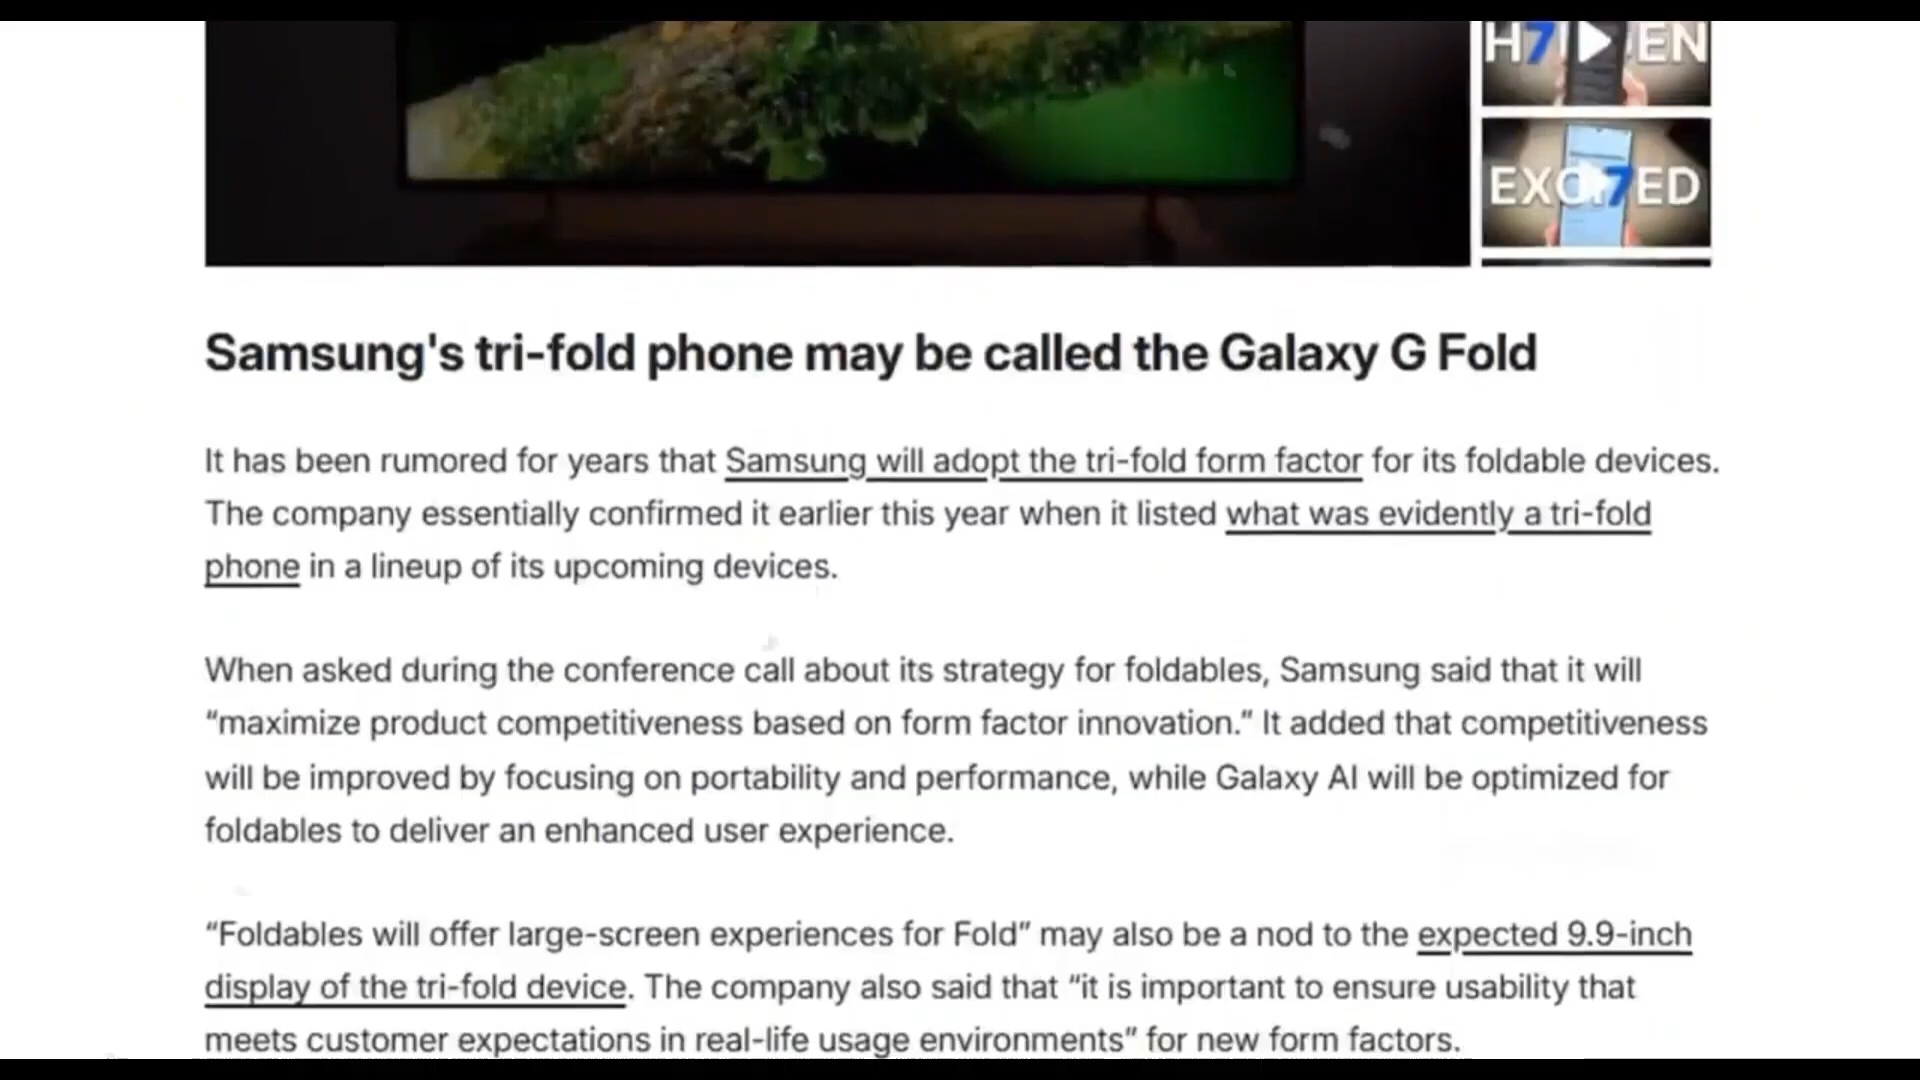 H7 EN
EXCI7ED
Samsung's tri-fold phone may be called the Galaxy G Fold
It has been rumored for years that Samsung will adopt the tri-fold form factor for its foldable devices.
The company essentially confirmed it earlier this year when it listed what was evidently a tri-fold
phone in a lineup of its upcoming devices.
When asked during the conference call about its strategy for foldables, Samsung said that it will
“maximize product competitiveness based on form factor innovation.” It added that competitiveness
will be improved by focusing on portability and performance, while Galaxy AI will be optimized for
foldables to deliver an enhanced user experience.
“Foldables will offer large-screen experiences for Fold” may also be a nod to the expected 9.9-inch
display of the tri-fold device. The company also said that “it is important to ensure usability that
meets customer expectations in real-life usage environments” for new form factors.